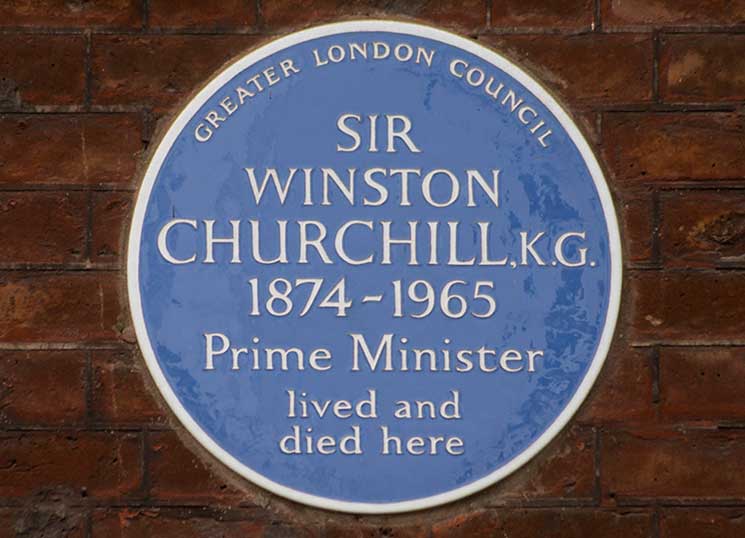 GREATER LONDON COUNCIL
SIR
WINSTON
CHURCHILL, K.G.
1874-1965
Prime Minister
lived and
died here